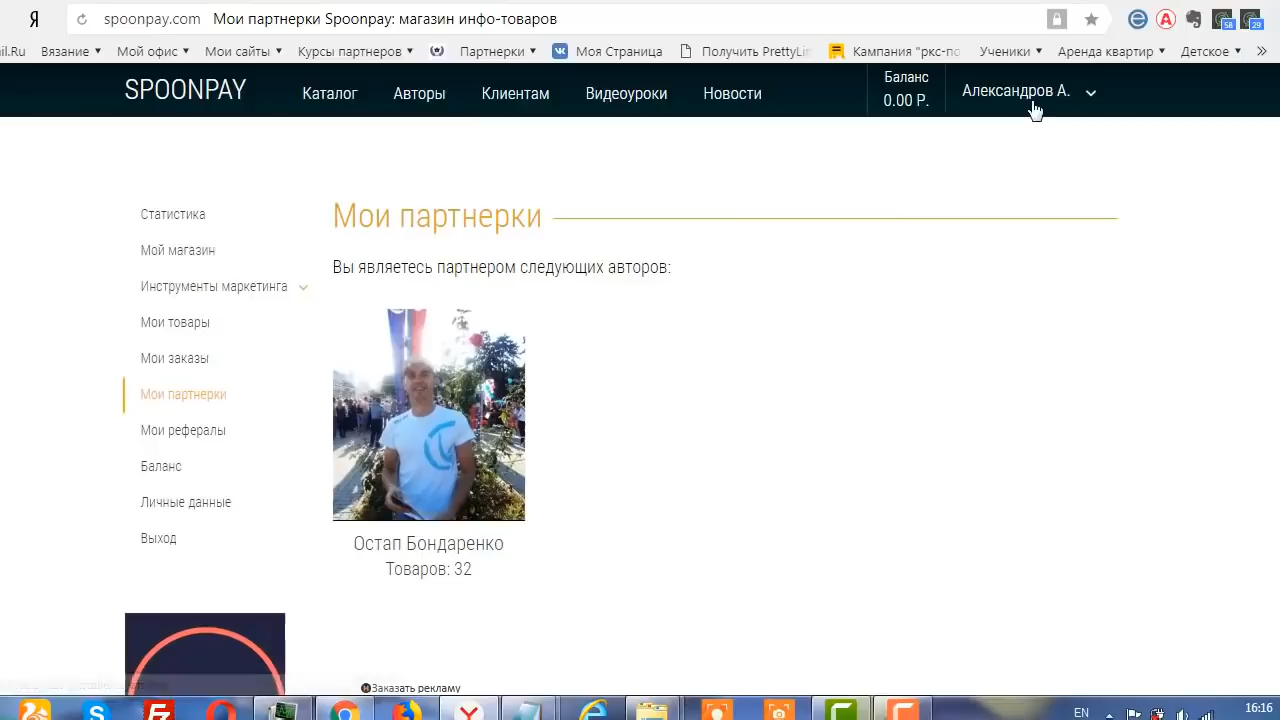 Я spoonpay.com Мои партнерки Spoonpay: магазин инфо-товаров
58 29
il.Ru Вязание Мой офис Мои сайты Курсы партнеров Партнерки Моя Страница Получить PrettyLi Кампания "ркс-по Ученики Аренда квартир Детское
SPOONPAY Каталог Авторы Клиентам Видеоуроки Новости
Баланс
0.00 Р.
Александров А.
Мои партнерки
Вы являетесь партнером следующих авторов:
Статистика
Мой магазин
Инструменты маркетинга
Мои товары
Мои заказы
Мои партнерки
Мои рефералы
Баланс
Личные данные
Выход
Остап Бондаренко
Товаров: 32
Заказать рекламу
EN 16:16